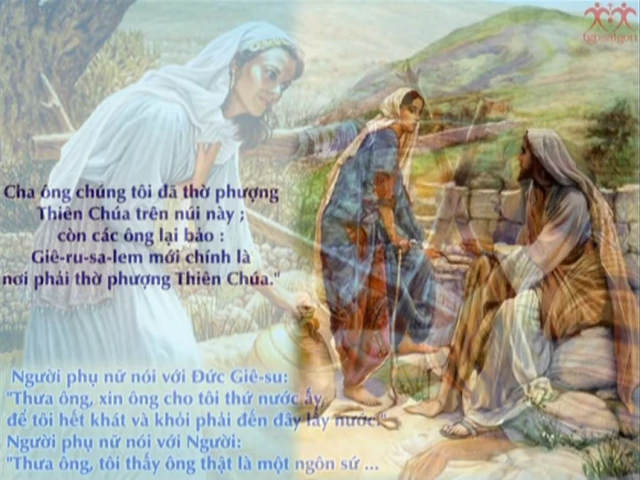 tgpsaigon
Cha ông chúng tôi đã thờ phượng
Thiên Chúa trên núi này ;
còn các ông lại bảo :
Giê-ru-sa-lem mới chính là
nơi phải thờ phượng Thiên Chúa."
Người phụ nữ nói với Đức Giê-su:
"Thưa ông, xin ông cho tôi thứ nước ấy,
để tôi hết khát và khỏi phải đến đây lấy nước."
Người phụ nữ nói với Người:
"Thưa ông, tôi thấy ông thật là một ngôn sứ ...